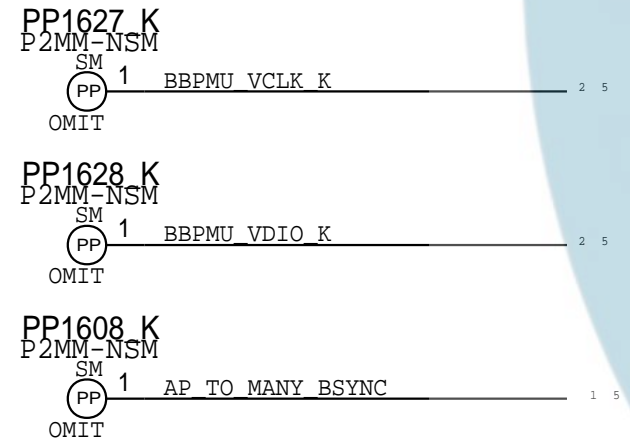 PP1627_K
P2MM-NSM
SM
PP 1 BBPMU_VCLK_K 2 5
OMIT
PP1628_K
P2MM-NSM
SM
PP 1 BBPMU_VDIO_K 2 5
OMIT
PP1608_K
P2MM-NSM
SM
PP 1 AP_TO_MANY_BSYNC 1 5
OMIT